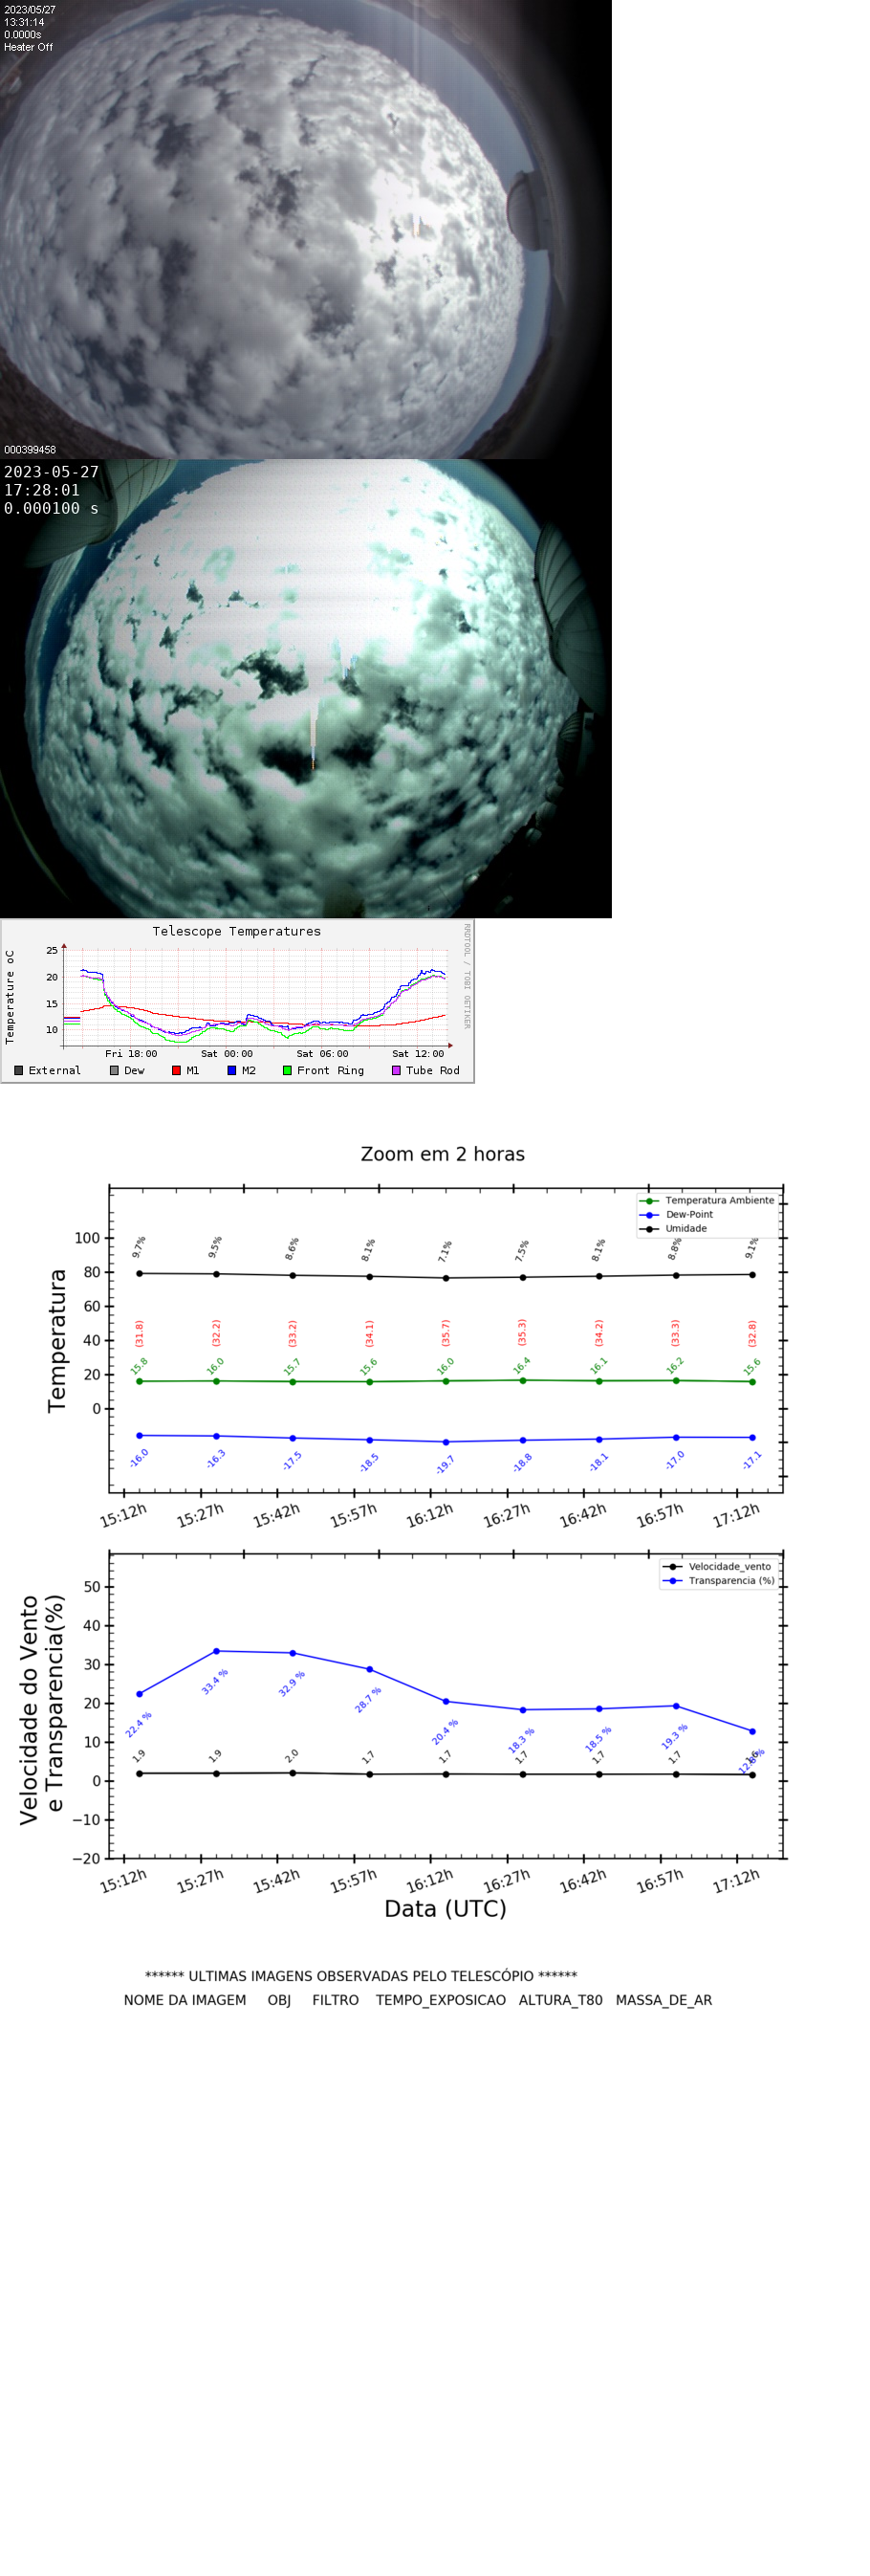 2023/05/27
13:31:14
0.0000s
Heater Off
000399458
2023-05-27
17:28:01
0.000100 s
Telescope Temperatures
Temperature oC
RRDTOOL / TOBI OETIKER
25
20
15
10
Fri 18:00 Sat 00:00 Sat 06:00 Sat 12:00
External Dew M1 M2 Front Ring Tube Rod
Zoom em 2 horas
Temperatura
Temperatura Ambiente
Dew-Point
Umidade
100
80
60
40
20
0
9.7% 9.5% 8.6% 8.1% 7.1% 7.5% 8.1% 8.8% 9.1%
(31.8) (32.2) (33.2) (34.1) (35.7) (35.3) (34.2) (33.3) (32.8)
15.8 16.0 15.7 15.6 16.0 16.4 16.1 16.2 15.6
-16.0 -16.3 -17.5 -18.5 -19.7 -18.8 -18.1 -17.0 -17.1
15:12h 15:27h 15:42h 15:57h 16:12h 16:27h 16:42h 16:57h 17:12h
Velocidade do Vento
e Transparencia(%)
Velocidade_vento
Transparencia (%)
50
40
30
20
10
0
−10
−20
22.4 % 33.4 % 32.9 % 28.7 % 20.4 % 18.3 % 18.5 % 19.3 %
1.9 1.9 2.0 1.7 1.7 1.7 1.7 1.7
15:12h 15:27h 15:42h 15:57h 16:12h 16:27h 16:42h 16:57h 17:12h
Data (UTC)
****** ULTIMAS IMAGENS OBSERVADAS PELO TELESCÓPIO ******
NOME DA IMAGEM OBJ FILTRO TEMPO_EXPOSICAO ALTURA_T80 MASSA_DE_AR